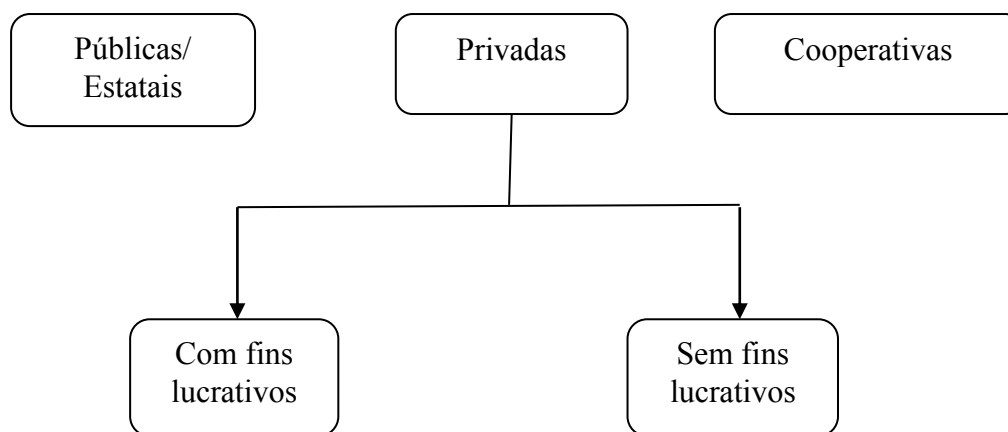 Públicas/
Estatais
Privadas
Cooperativas
Com fins
lucrativos
Sem fins
lucrativos